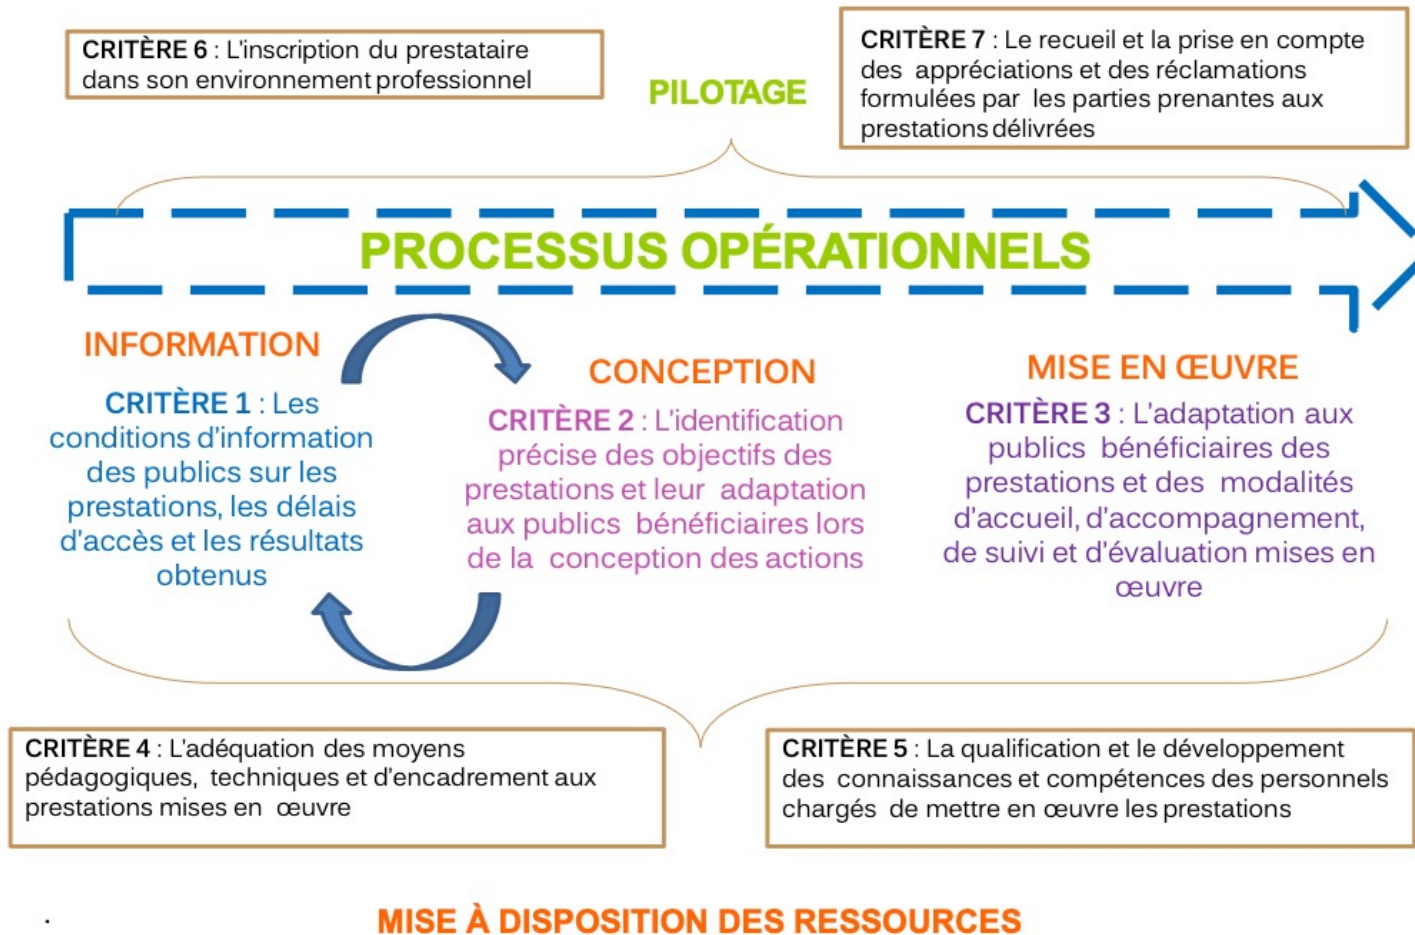 CRITÈRE 6 : L'inscription du prestataire
dans son environnement professionnel
PILOTAGE
CRITÈRE 7 : Le recueil et la prise en compte
des appréciations et des réclamations
formulées par les parties prenantes aux
prestations délivrées
PROCESSUS OPÉRATIONNELS
INFORMATION
CRITÈRE 1 : Les
conditions d'information
des publics sur les
prestations, les délais
d'accès et les résultats
obtenus
CONCEPTION
CRITÈRE 2 : L'identification
précise des objectifs des
prestations et leur adaptation
aux publics bénéficiaires lors
de la conception des actions
MISE EN ŒUVRE
CRITÈRE 3 : L'adaptation aux
publics bénéficiaires des
prestations et des modalités
d'accueil, d'accompagnement,
de suivi et d'évaluation mises en
œuvre
CRITÈRE 4 : L'adéquation des moyens
pédagogiques, techniques et d'encadrement aux
prestations mises en œuvre
CRITÈRE 5 : La qualification et le développement
des connaissances et compétences des personnels
chargés de mettre en œuvre les prestations
.
MISE À DISPOSITION DES RESSOURCES